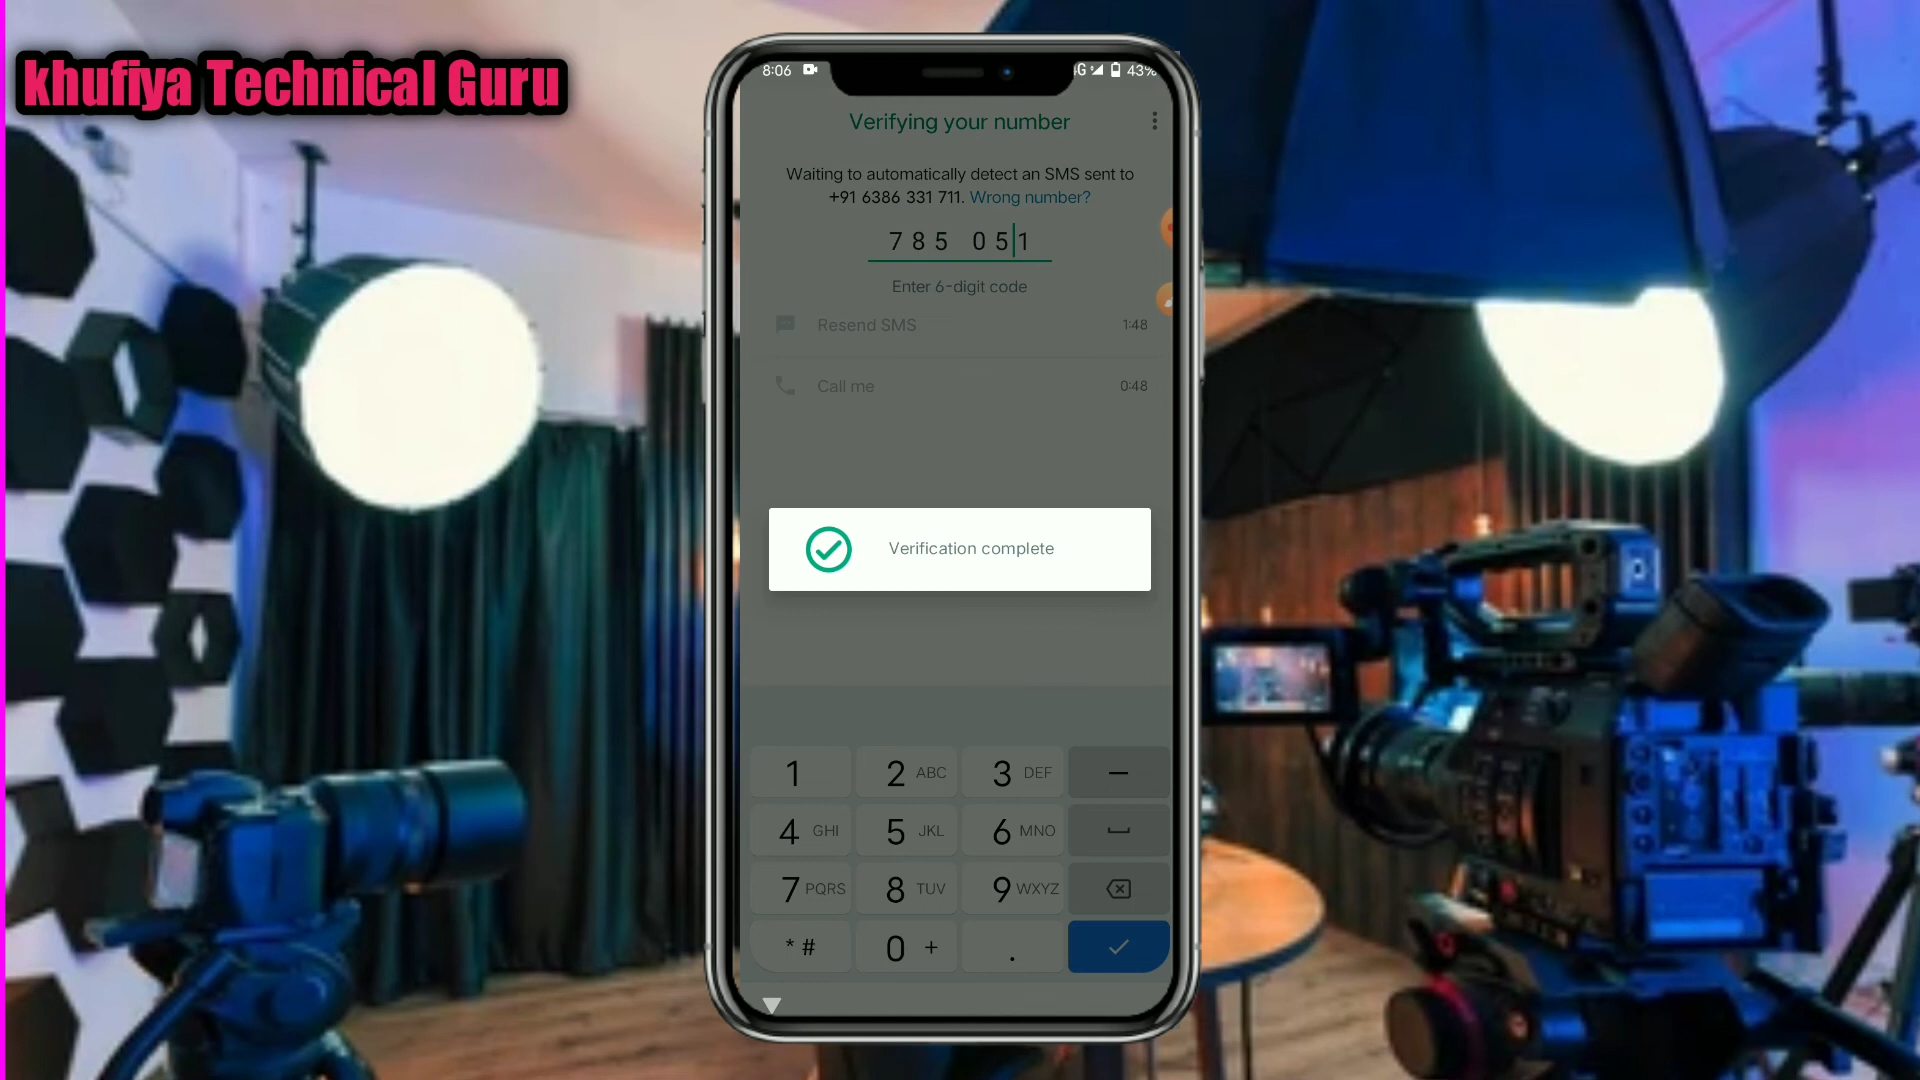 khufiya Technical Guru
8:06
4G 43%
Verifying your number
Waiting to automatically detect an SMS sent to
+91 6386 331 711. Wrong number?
785 051
Enter 6-digit code
Resend SMS 1:48
Call me 0:48
Verification complete
1 2 ABC 3 DEF –
4 GHI 5 JKL 6 MNO
7 PQRS 8 TUV 9 WXYZ
* # 0 + .